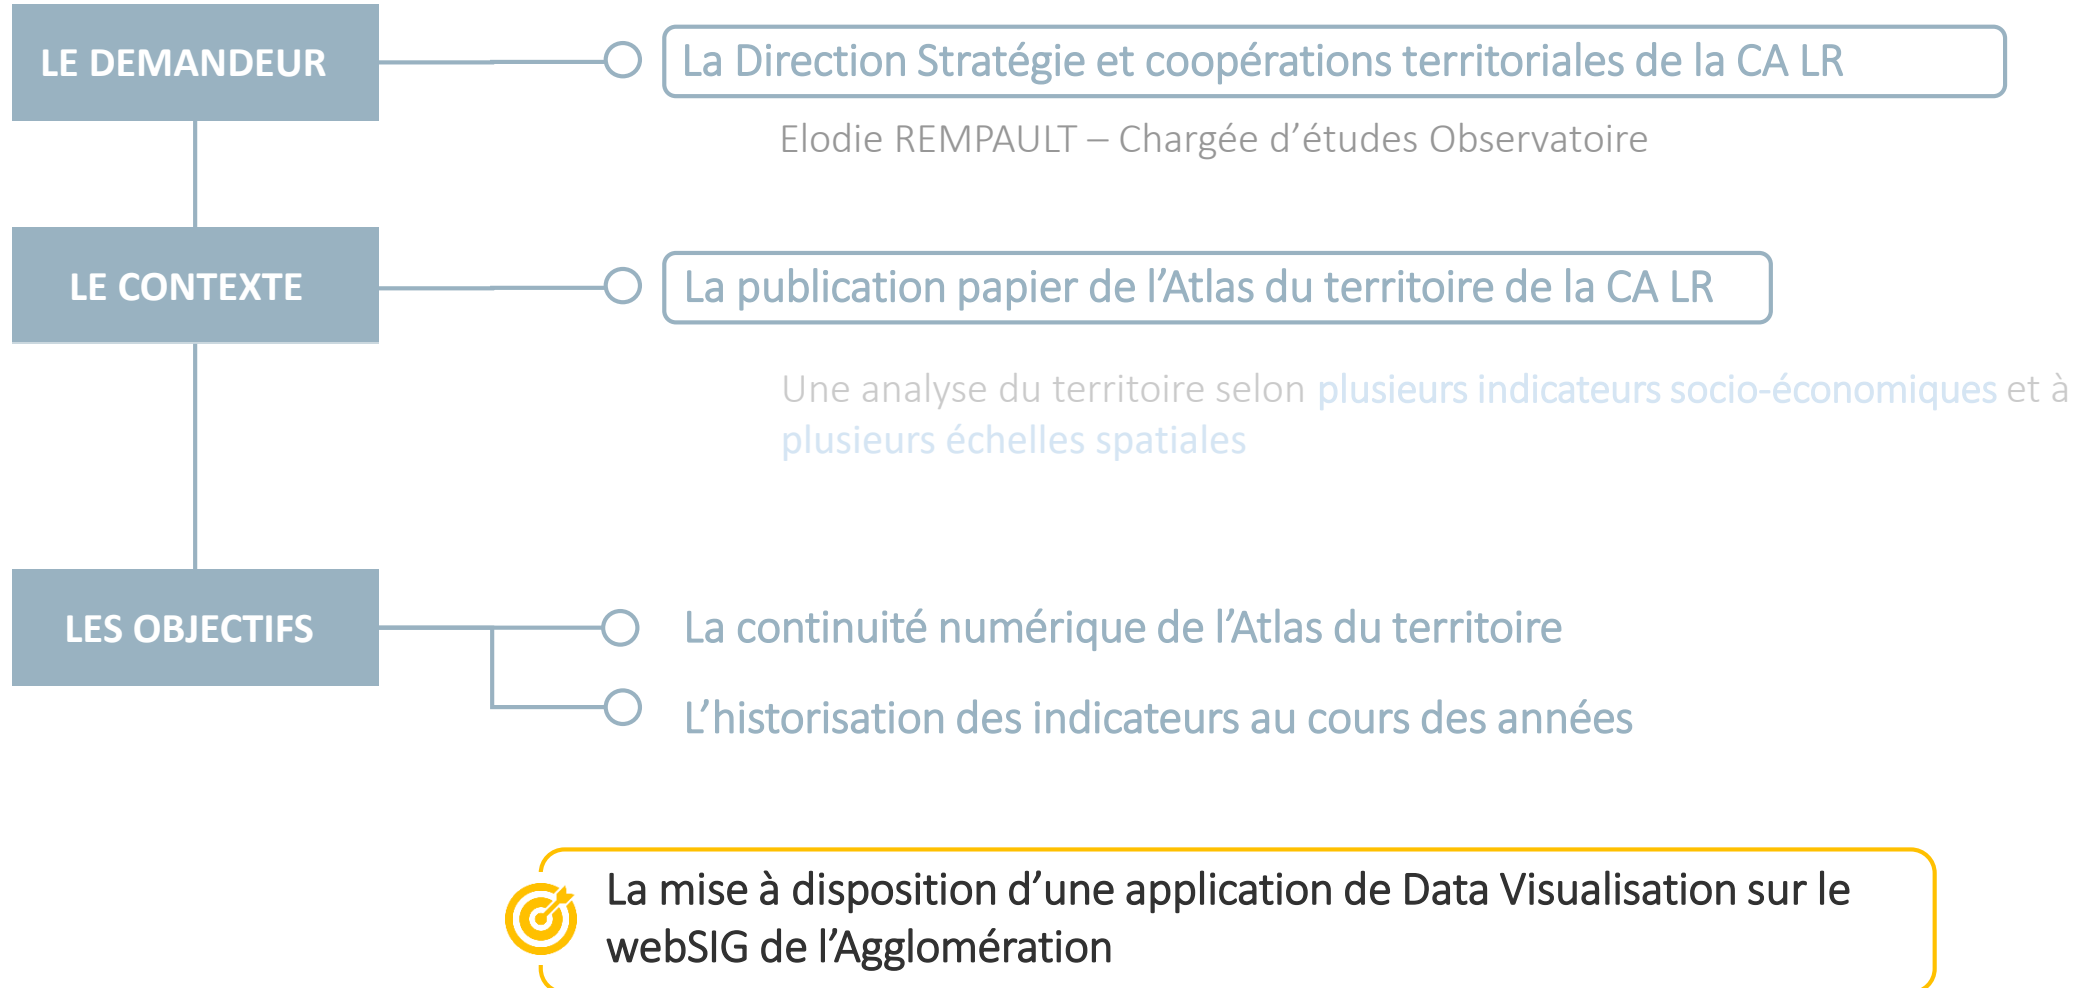 LE DEMANDEUR
La Direction Stratégie et coopérations territoriales de la CA LR
Elodie REMPAULT – Chargée d’études Observatoire
LE CONTEXTE
La publication papier de l’Atlas du territoire de la CA LR
Une analyse du territoire selon plusieurs indicateurs socio-économiques et à
plusieurs échelles spatiales
LES OBJECTIFS
La continuité numérique de l’Atlas du territoire
L’historisation des indicateurs au cours des années
La mise à disposition d’une application de Data Visualisation sur le
webSIG de l’Agglomération